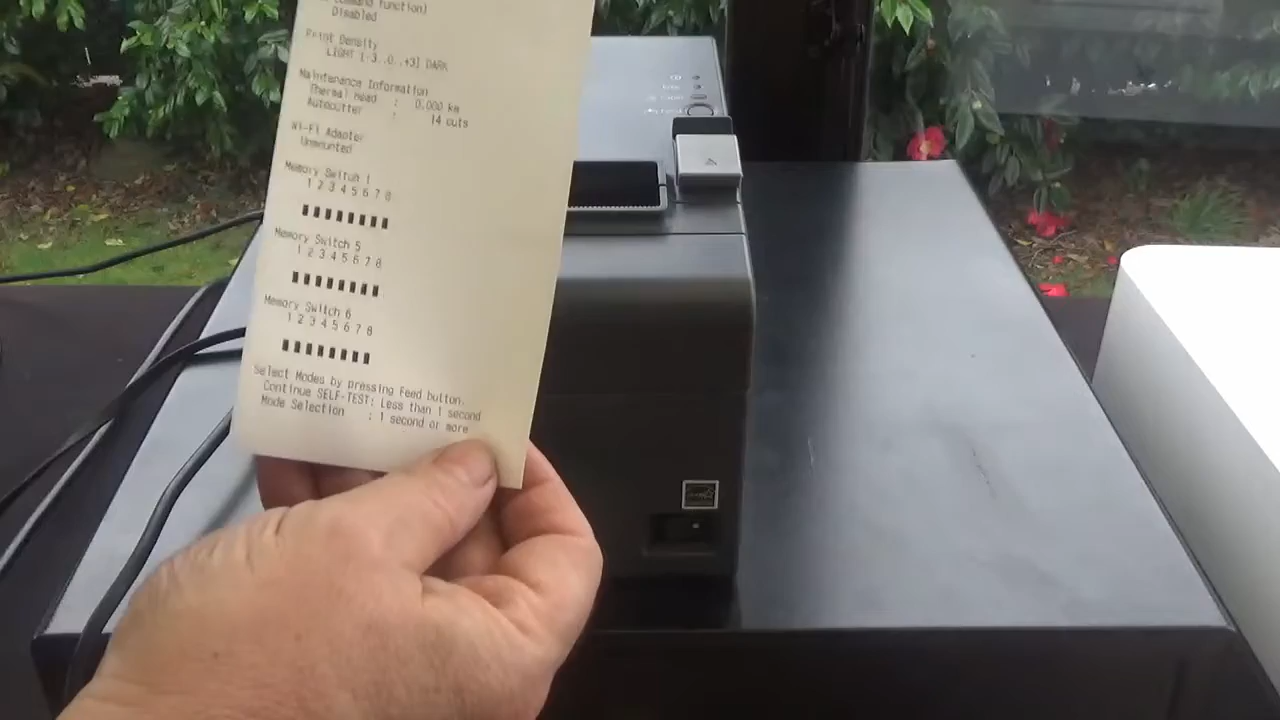 command function)
Disabled
Print Density
LIGHT [-3..0..+3] DARK
Maintenance Information
Thermal Head : 0.000 km
Autocutter : 14 cuts
Wi-Fi Adapter
Unmounted
Memory Switch 1
1 2 3 4 5 6 7 8
Memory Switch 5
1 2 3 4 5 6 7 8
Memory Switch 6
1 2 3 4 5 6 7 8
Select Modes by pressing Feed button.
Continue SELF-TEST: Less than 1 second
Mode Selection : 1 second or more